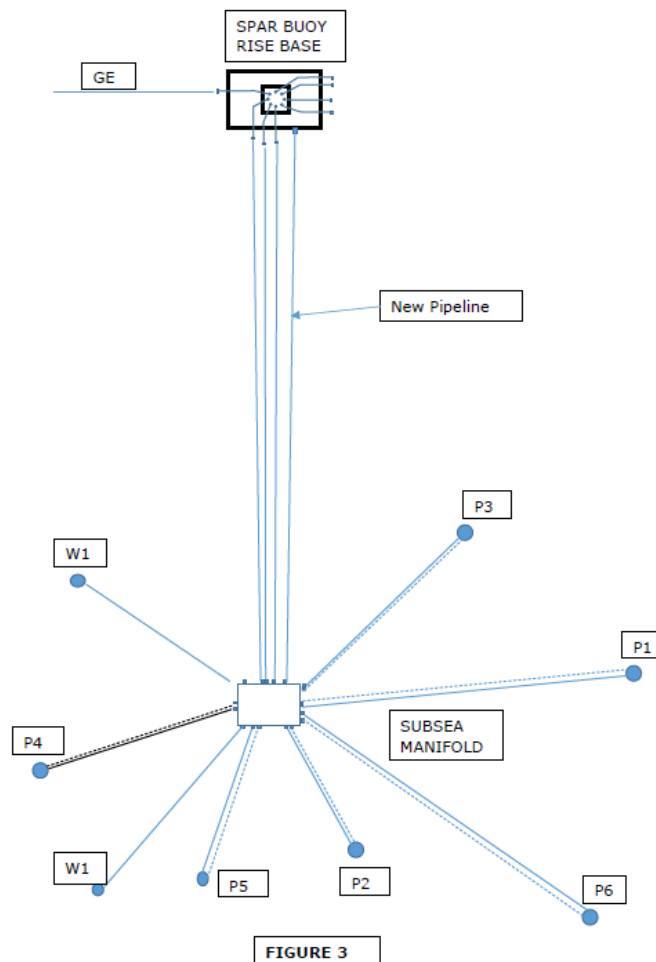 SPAR BUOY
RISE BASE
GE
New Pipeline
P3
W1
P1
SUBSEA
MANIFOLD
P4
W1
P5
P2
P6
FIGURE 3